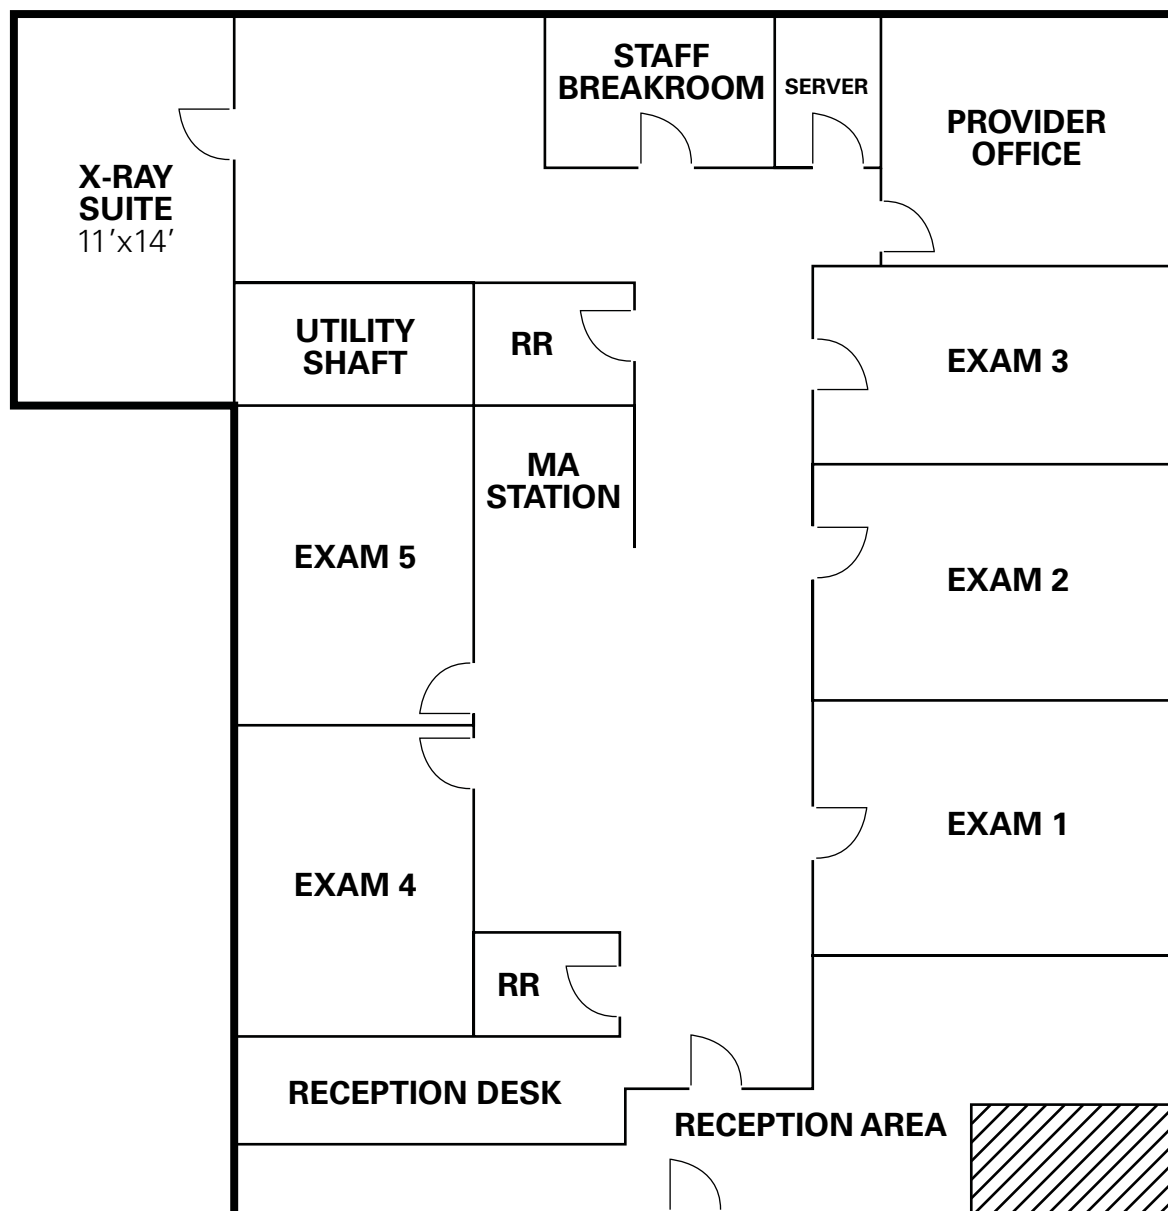 STAFF
BREAKROOM
SERVER
PROVIDER
OFFICE
X-RAY
SUITE
11’x14’
UTILITY
SHAFT
RR
EXAM 3
MA
STATION
EXAM 5
EXAM 2
EXAM 1
EXAM 4
RR
RECEPTION DESK
RECEPTION AREA